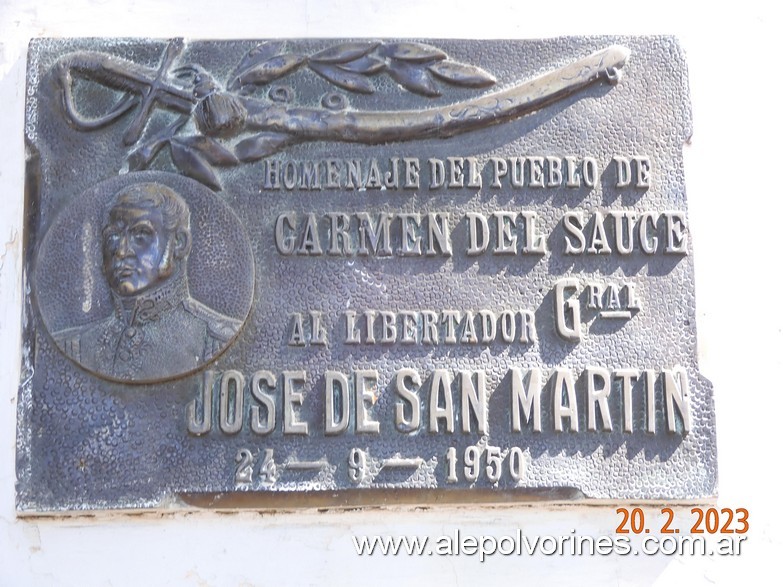 HOMENAJE DEL PUEBLO DE
CARMEN DEL SAUCE
AL LIBERTADOR GRAL
JOSE DE SAN MARTIN
24 — 9 — 1950
20. 2. 2023
www.alepolvorines.com.ar